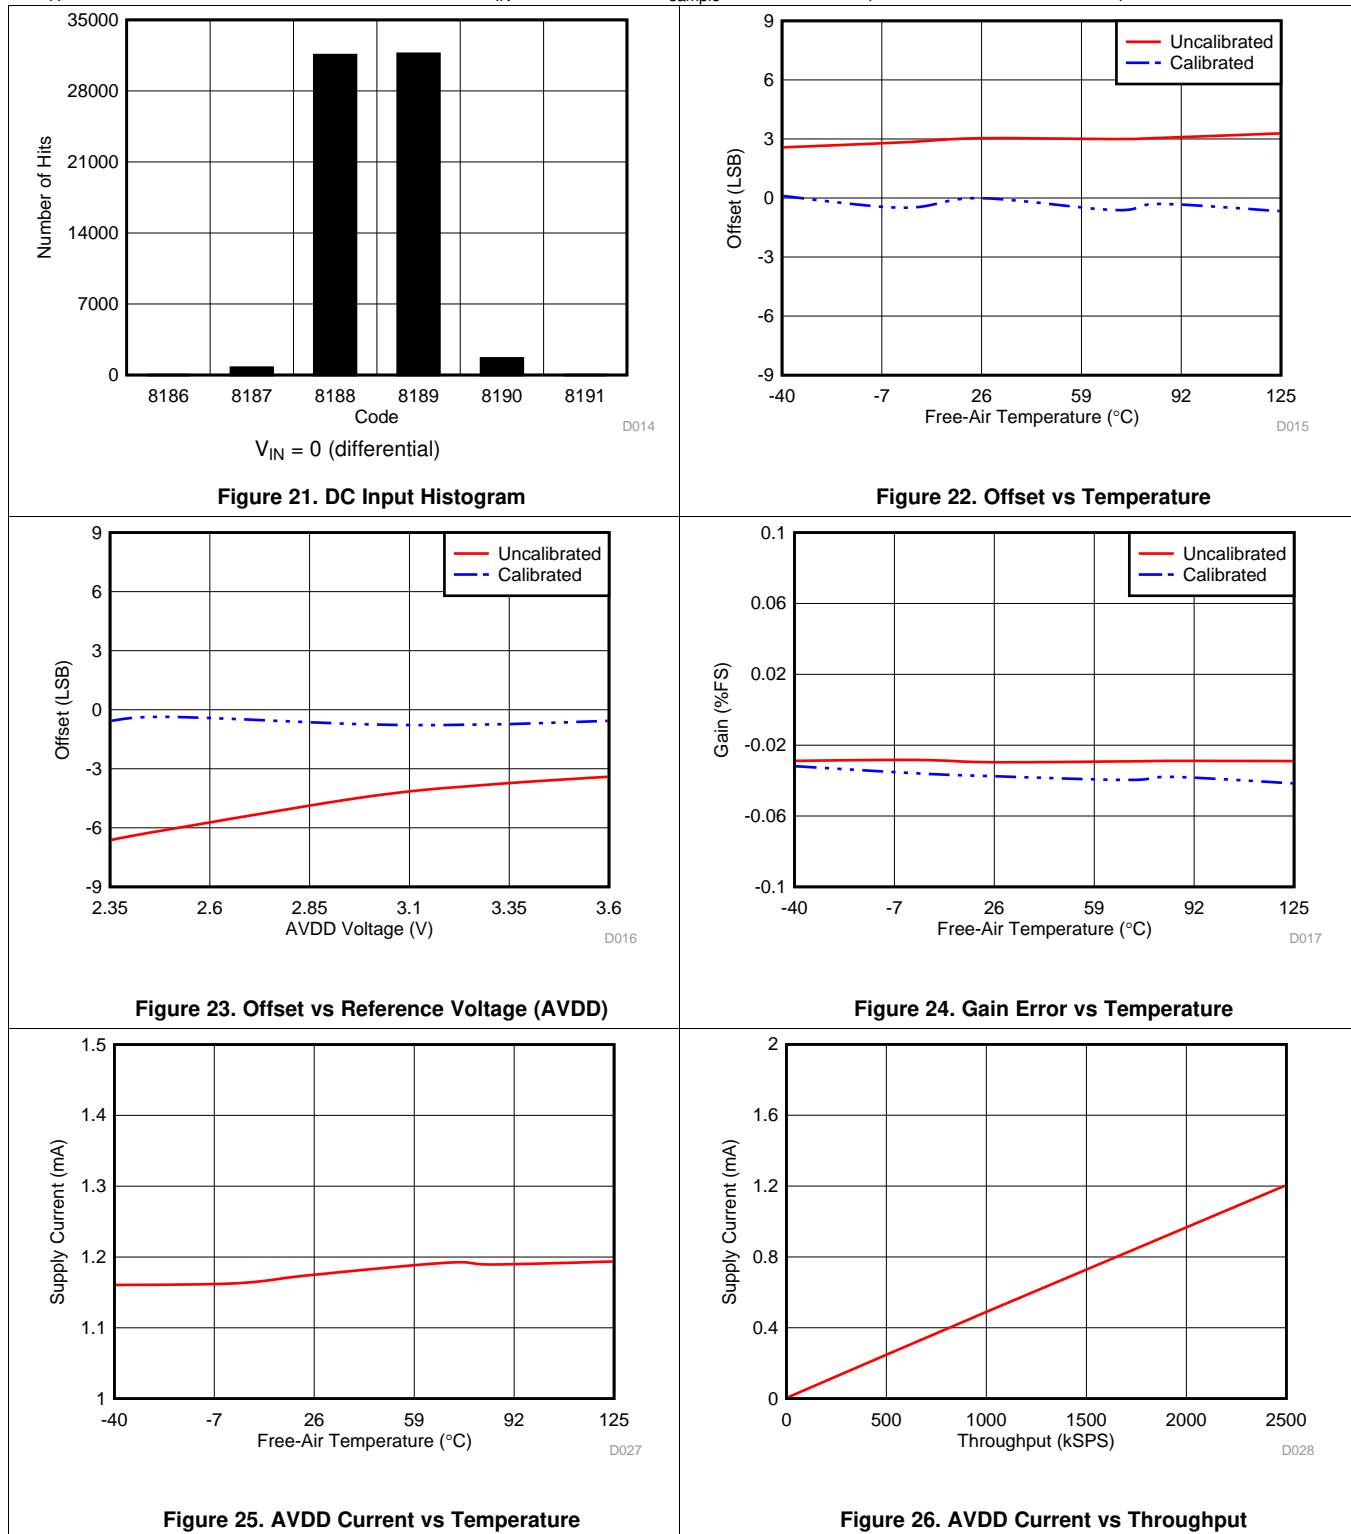 IN
sample
35000
28000
21000
14000
7000
0
Number of Hits
8186 8187 8188 8189 8190 8191
Code
D014
V_IN = 0 (differential)
Figure 21. DC Input Histogram
9
6
3
0
-3
-6
-9
Offset (LSB)
Uncalibrated
Calibrated
-40 -7 26 59 92 125
Free-Air Temperature (°C)
D015
Figure 22. Offset vs Temperature
9
6
3
0
-3
-6
-9
Offset (LSB)
Uncalibrated
Calibrated
2.35 2.6 2.85 3.1 3.35 3.6
AVDD Voltage (V)
D016
Figure 23. Offset vs Reference Voltage (AVDD)
0.1
0.06
0.02
-0.02
-0.06
-0.1
Gain (%FS)
Uncalibrated
Calibrated
-40 -7 26 59 92 125
Free-Air Temperature (°C)
D017
Figure 24. Gain Error vs Temperature
1.5
1.4
1.3
1.2
1.1
1
Supply Current (mA)
-40 -7 26 59 92 125
Free-Air Temperature (°C)
D027
Figure 25. AVDD Current vs Temperature
2
1.6
1.2
0.8
0.4
0
Supply Current (mA)
0 500 1000 1500 2000 2500
Throughput (kSPS)
D028
Figure 26. AVDD Current vs Throughput